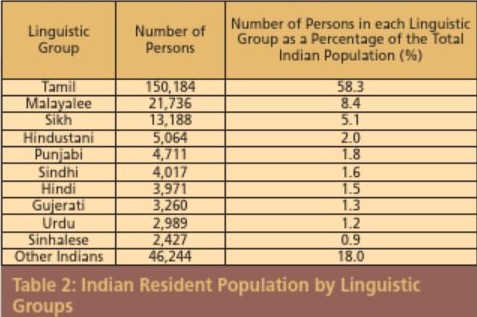 Linguistic Group Number of Persons Number of Persons in each Linguistic Group as a Percentage of the Total Indian Population (%)
Tamil 150,184 58.3
Malayalee 21,736 8.4
Sikh 13,188 5.1
Hindustani 5,064 2.0
Punjabi 4,711 1.8
Sindhi 4,017 1.6
Hindi 3,971 1.5
Gujerati 3,260 1.3
Urdu 2,989 1.2
Sinhalese 2,427 0.9
Other Indians 46,244 18.0
Table 2: Indian Resident Population by Linguistic
Groups